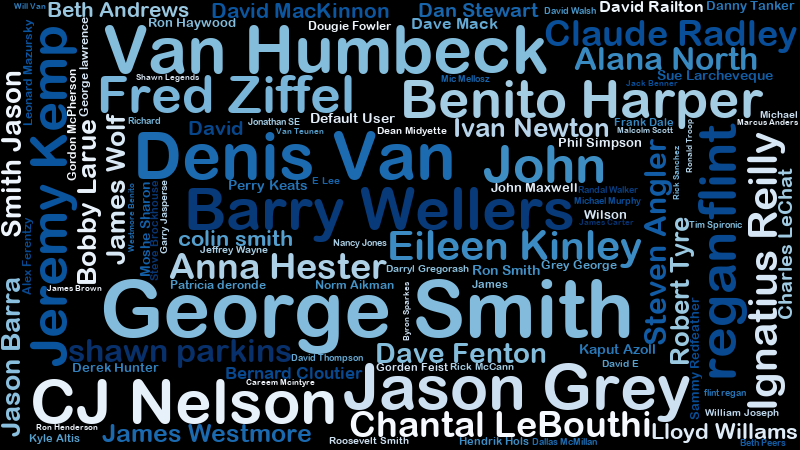 Will Van
Beth Andrews
David MacKinnon
Dan Stewart
David Walsh
David Railton
Danny Tanker
Ron Haywood
Dougie Fowler
Dave Mack
Claude Radley
Leonard Mazursky
Jeremy Kemp
George lawrence
Van Humbeck
Alana North
Gordon McPherson
Shawn Legends
Fred Ziffel
Mic Mellosz
Sue Larcheveque
Jack Benner
Benito Harper
Smith Jason
Bobby Larue
James Wolf
Richard
David
Jonathan SE
Default User
Van Teunen
Dean Midyette
Ivan Newton
Frank Dale
Malcolm Scott
Phil Simpson
Ronald Troop
Michael
Marcus Anders
Denis Van
John
Rick Sanchez
regan flint
Ignatius Reilly
Charles LeChat
Perry Keats
E Lee
John Maxwell
Randal Walker
Michael Murphy
Steven Angler
Westmore Benito
Moshe Sharon
Steve Brockhouse
Garry Jasperse
Barry Wellers
Wilson
James Carter
Robert Tyre
Tim Spironic
Alex Ferentzy
colin smith
Jeffrey Wayne
Nancy Jones
Eileen Kinley
Anna Hester
Darryl Gregorash
Ron Smith
Grey George
Jason Barra
James Brown
Patricia deronde
Norm Aikman
James
Byron Sparkes
George Smith
Sammy Redfeather
shawn parkins
David Thompson
Dave Fenton
Kaput Azoll
David E
Derek Hunter
Bernard Cloutier
Careem Mcintyre
Gorden Feist
Rick McCann
flint regan
CJ Nelson
Jason Grey
William Joseph
Ron Henderson
Kyle Altis
James Westmore
Roosevelt Smith
Chantal LeBouthi
Hendrik Hols
Dallas McMillan
Lloyd Willams
Beth Peers